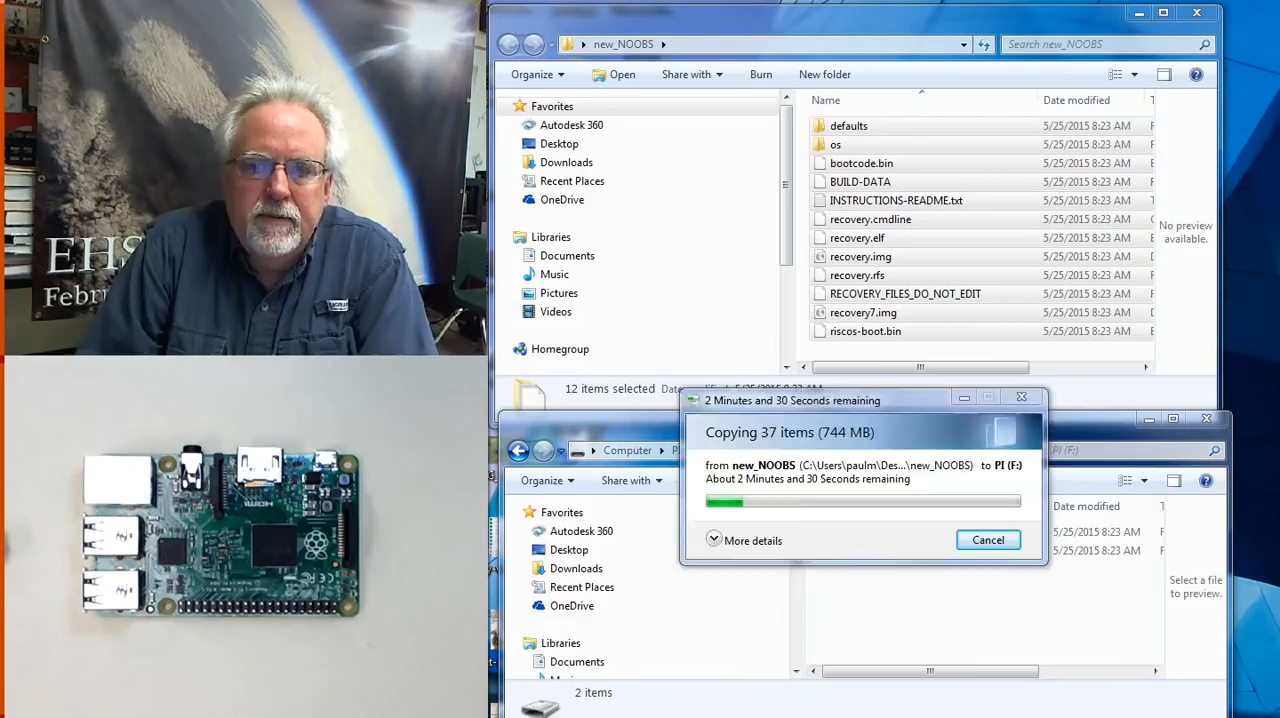 EHS
Febru
HDMI
new_NOOBS
Search new_NOOBS
Organize
Open
Share with
Burn
New folder
Favorites
Autodesk 360
Desktop
Downloads
Recent Places
OneDrive
Libraries
Documents
Music
Pictures
Videos
Homegroup
Name
Date modified
T
defaults 5/25/2015 8:23 AM F
os 5/25/2015 8:23 AM F
bootcode.bin 5/25/2015 8:23 AM B
BUILD-DATA 5/25/2015 8:23 AM F
INSTRUCTIONS-README.txt 5/25/2015 8:23 AM T
recovery.cmdline 5/25/2015 8:23 AM C
recovery.elf 5/25/2015 8:23 AM E
recovery.img 5/25/2015 8:23 AM D
recovery.rfs 5/25/2015 8:23 AM F
RECOVERY_FILES_DO_NOT_EDIT 5/25/2015 8:23 AM F
recovery7.img 5/25/2015 8:23 AM D
riscos-boot.bin 5/25/2015 8:23 AM B
No preview
available.
12 items selected
2 Minutes and 30 Seconds remaining
Copying 37 items (744 MB)
from new_NOOBS (C:\Users\paulm\Des...\new_NOOBS) to PI (F:)
About 2 Minutes and 30 Seconds remaining
More details
Cancel
Computer
PI (F:)
Organize
Share with
Favorites
Autodesk 360
Desktop
Downloads
Recent Places
OneDrive
Libraries
Documents
Date modified
5/25/2015 8:23 AM
5/25/2015 8:23 AM
Select a file
to preview.
2 items